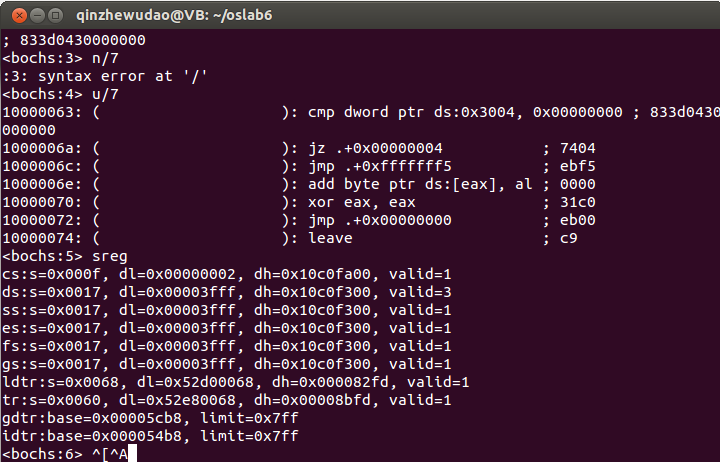 qinzhewudao@VB: ~/oslab6
; 833d0430000000
<bochs:3> n/7
:3: syntax error at '/'
<bochs:4> u/7
10000063: (                    ): cmp dword ptr ds:0x3004, 0x00000000 ; 833d0430
000000
1000006a: (                    ): jz .+0x00000004           ; 7404
1000006c: (                    ): jmp .+0xfffffff5          ; ebf5
1000006e: (                    ): add byte ptr ds:[eax], al ; 0000
10000070: (                    ): xor eax, eax              ; 31c0
10000072: (                    ): jmp .+0x00000000          ; eb00
10000074: (                    ): leave                     ; c9
<bochs:5> sreg
cs:s=0x000f, dl=0x00000002, dh=0x10c0fa00, valid=1
ds:s=0x0017, dl=0x00003fff, dh=0x10c0f300, valid=3
ss:s=0x0017, dl=0x00003fff, dh=0x10c0f300, valid=1
es:s=0x0017, dl=0x00003fff, dh=0x10c0f300, valid=1
fs:s=0x0017, dl=0x00003fff, dh=0x10c0f300, valid=1
gs:s=0x0017, dl=0x00003fff, dh=0x10c0f300, valid=1
ldtr:s=0x0068, dl=0x52d00068, dh=0x000082fd, valid=1
tr:s=0x0060, dl=0x52e80068, dh=0x00008bfd, valid=1
gdtr:base=0x00005cb8, limit=0x7ff
idtr:base=0x000054b8, limit=0x7ff
<bochs:6> ^[^A